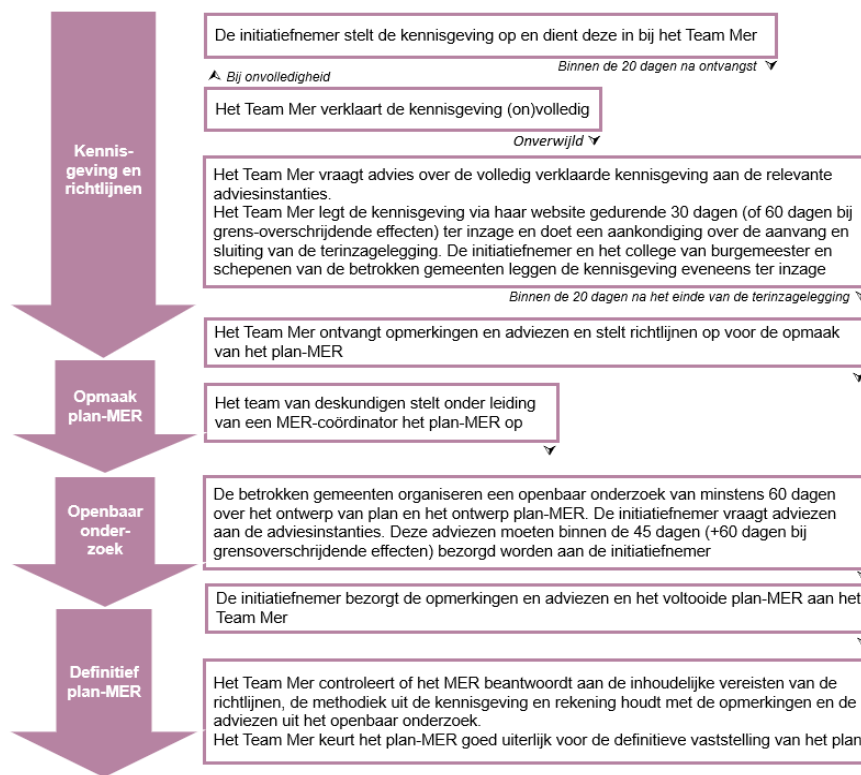 De initiatiefnemer stelt de kennisgeving op en dient deze in bij het Team Mer
Binnen de 20 dagen na ontvangst
Bij onvolledigheid
Het Team Mer verklaart de kennisgeving (on)volledig
Onverwijld
Kennis-
geving en
richtlijnen
Het Team Mer vraagt advies over de volledig verklaarde kennisgeving aan de relevante
adviesinstanties.
Het Team Mer legt de kennisgeving via haar website gedurende 30 dagen (of 60 dagen bij
grens-overschrijdende effecten) ter inzage en doet een aankondiging over de aanvang en
sluiting van de terinzagelegging. De initiatiefnemer en het college van burgemeester en
schepenen van de betrokken gemeenten leggen de kennisgeving eveneens ter inzage
Binnen de 20 dagen na het einde van de terinzagelegging
Het Team Mer ontvangt opmerkingen en adviezen en stelt richtlijnen op voor de opmaak
van het plan-MER
Opmaak
plan-MER
Het team van deskundigen stelt onder leiding
van een MER-coördinator het plan-MER op
Openbaar
onder-
zoek
De betrokken gemeenten organiseren een openbaar onderzoek van minstens 60 dagen
over het ontwerp van plan en het ontwerp plan-MER. De initiatiefnemer vraagt adviezen
aan de adviesinstanties. Deze adviezen moeten binnen de 45 dagen (+60 dagen bij
grensoverschrijdende effecten) bezorgd worden aan de initiatiefnemer
De initiatiefnemer bezorgt de opmerkingen en adviezen en het voltooide plan-MER aan het
Team Mer
Definitief
plan-MER
Het Team Mer controleert of het MER beantwoordt aan de inhoudelijke vereisten van de
richtlijnen, de methodiek uit de kennisgeving en rekening houdt met de opmerkingen en de
adviezen uit het openbaar onderzoek.
Het Team Mer keurt het plan-MER goed uiterlijk voor de definitieve vaststelling van het plan